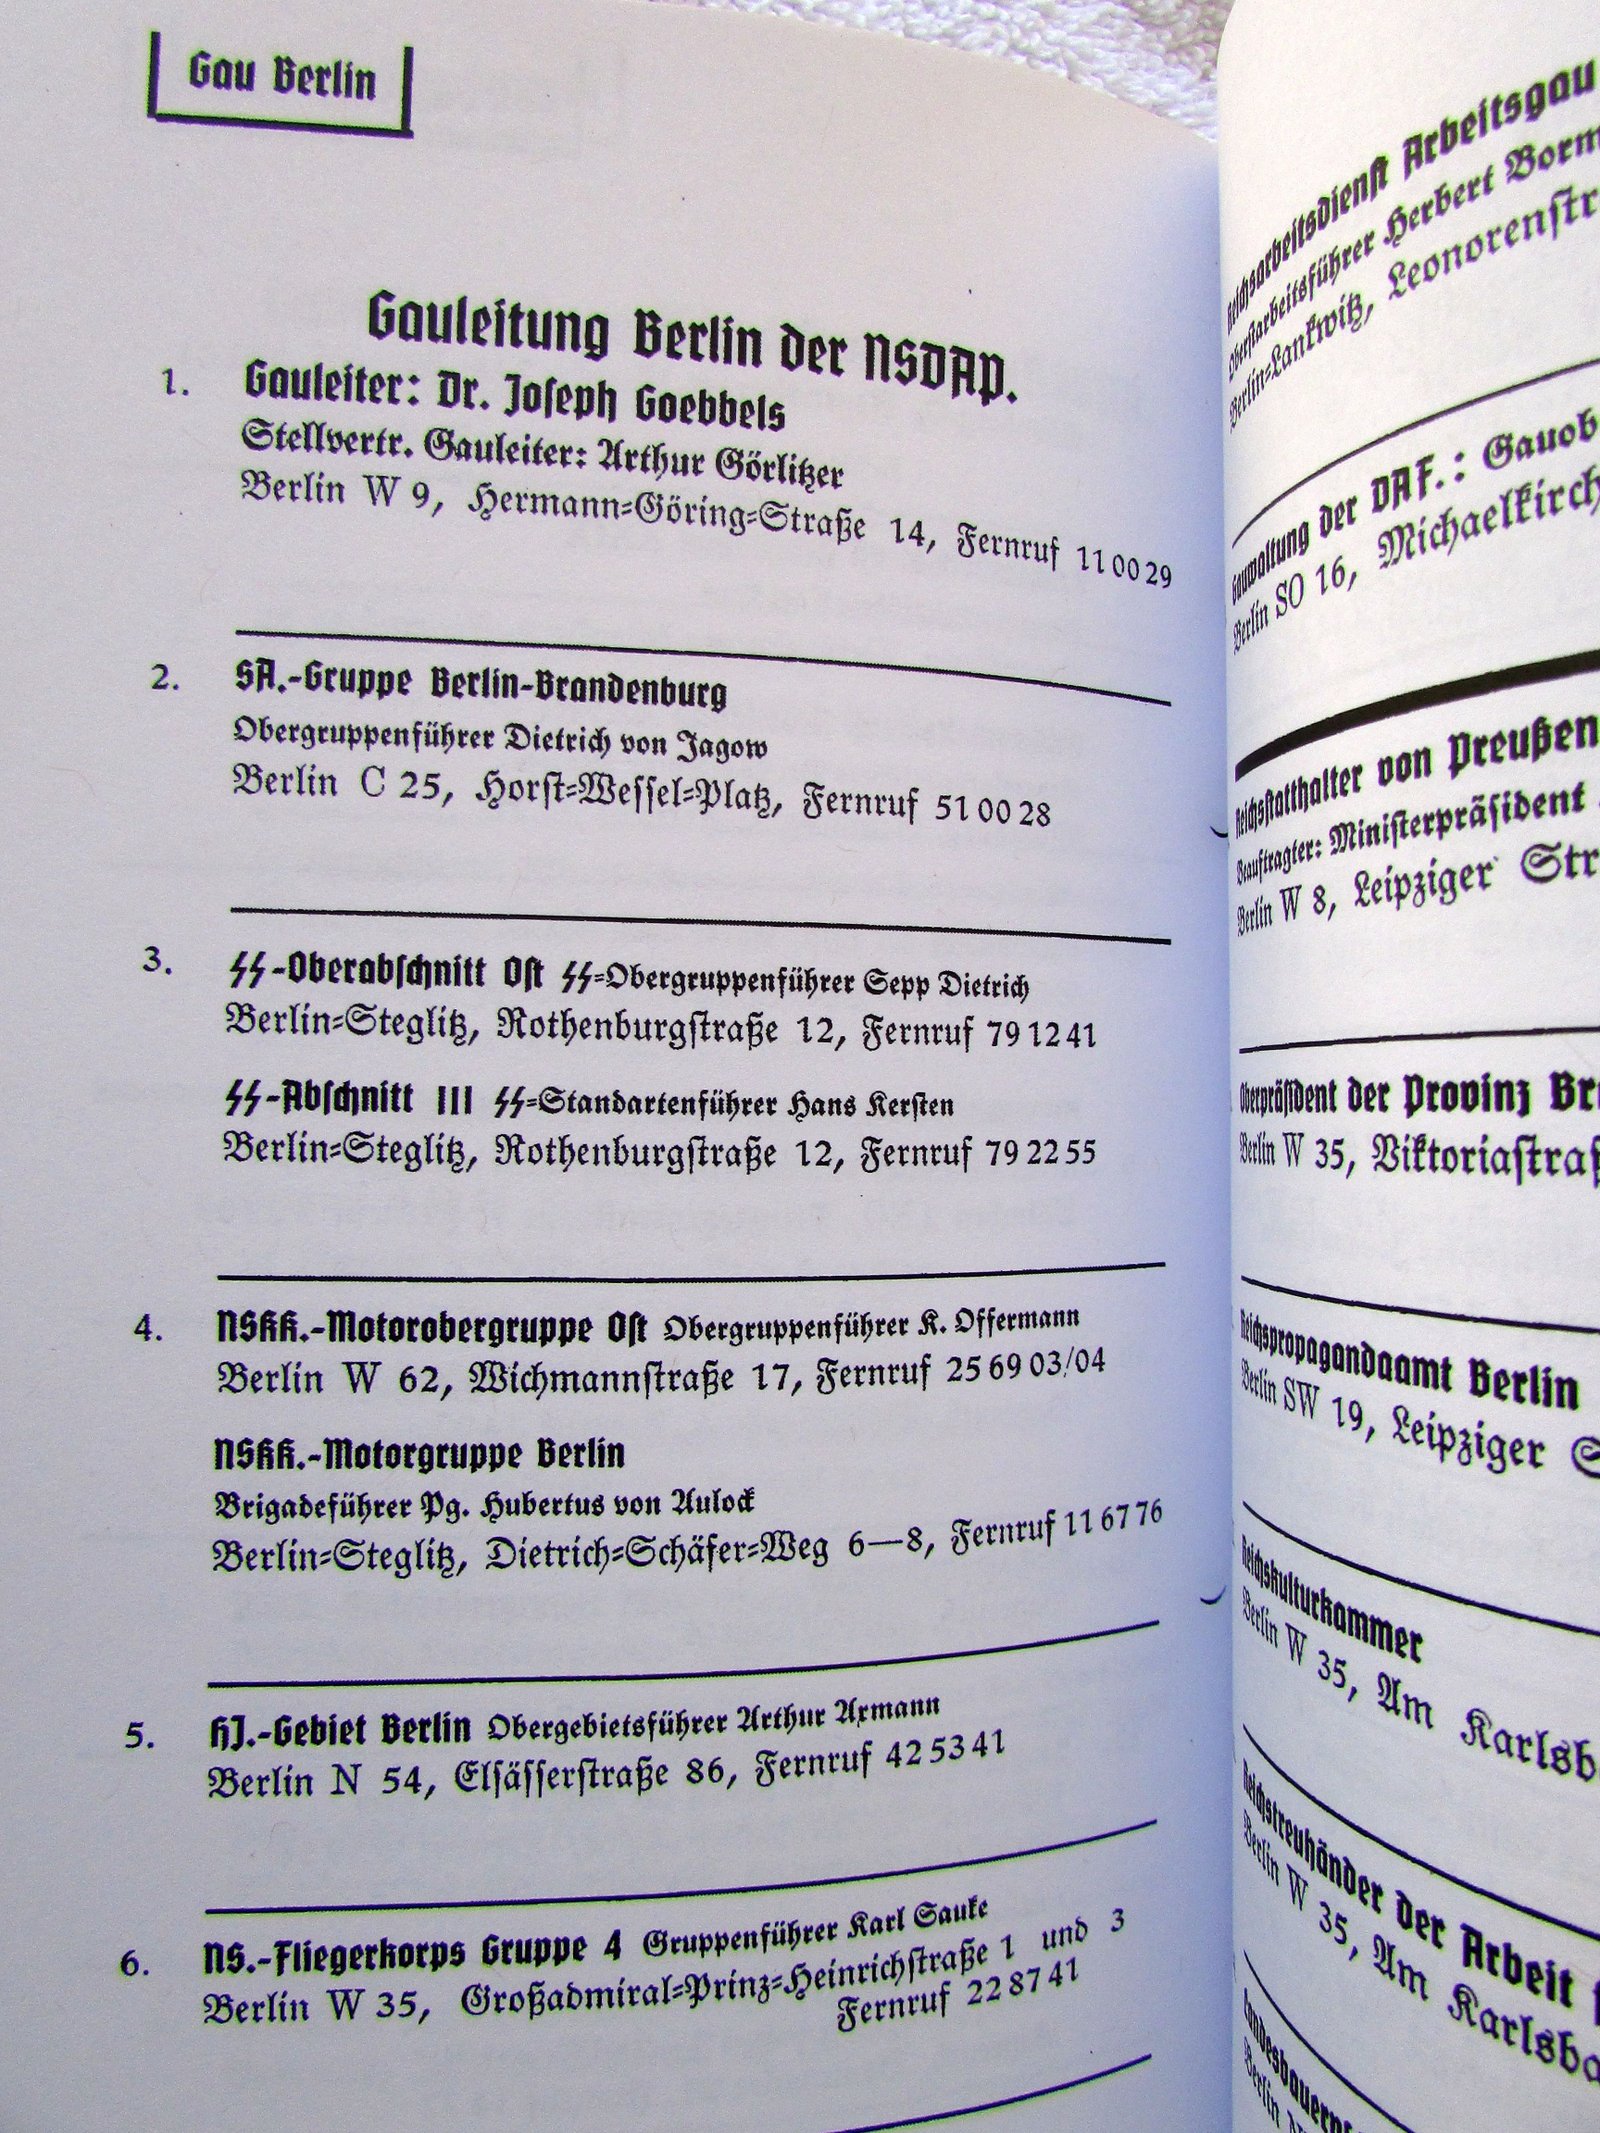 Gau Berlin
Gauleitung Berlin der NSDAP.
1. Gauleiter: Dr. Joſeph Goebbels
Stellvertr. Gauleiter: Arthur Görlitzer
Berlin W 9, Hermann-Göring-Straße 14, Fernruf 11 00 29
2. SA.-Gruppe Berlin-Brandenburg
Obergruppenführer Dietrich von Jagow
Berlin C 25, Horſt-Weſſel-Platz, Fernruf 51 00 28
3. SS-Oberabſchnitt Oſt SS-Obergruppenführer Sepp Dietrich
Berlin-Steglitz, Rothenburgſtraße 12, Fernruf 79 12 41
SS-Abſchnitt III SS-Standartenführer Hans Kerſten
Berlin-Steglitz, Rothenburgſtraße 12, Fernruf 79 22 55
4. NSKK.-Motorobergruppe Oſt Obergruppenführer K. Offermann
Berlin W 62, Wichmannſtraße 17, Fernruf 25 69 03/04
NSKK.-Motorgruppe Berlin
Brigadeführer Pg. Hubertus von Aulock
Berlin-Steglitz, Dietrich-Schäfer-Weg 6—8, Fernruf 11 67 76
5. HJ.-Gebiet Berlin Obergebietsführer Arthur Axmann
Berlin N 54, Elſäſſerſtraße 86, Fernruf 42 53 41
6. NS.-Fliegerkorps Gruppe 4 Gruppenführer Karl Sauke
Berlin W 35, Großadmiral-Prinz-Heinrichſtraße 1 und 3
Fernruf 22 87 41
Reichsarbeitsdienſt Arbeitsgau
Oberſtarbeitsführer Herbert
Berlin-Lankwitz,
Gauwaltung der DAF.:
Berlin SO 16,
Reichsſtatthalter von Preußen
Beauftragter: Miniſterpräſident
Berlin W 8, Leipziger
Oberpräſident der Provinz
Berlin W 35,
Reichspropagandaamt Berlin
Berlin SW 19, Leipziger
Reichskulturkammer
Berlin W 35, Am
Reichstreuhänder der Arbeit
Berlin W 35, Am